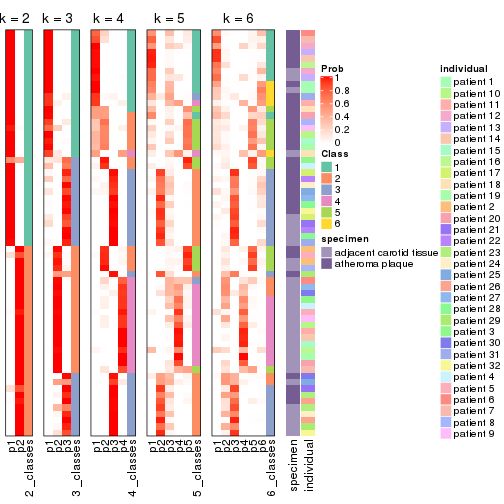 k = 2
k = 3
k = 4
k = 5
k = 6
Prob
1
0.8
0.6
0.4
0.2
0
Class
1
2
3
4
5
6
specimen
adjacent carotid tissue
atheroma plaque
individual
patient 1
patient 10
patient 11
patient 12
patient 13
patient 14
patient 15
patient 16
patient 17
patient 18
patient 19
patient 2
patient 20
patient 21
patient 22
patient 23
patient 24
patient 25
patient 26
patient 27
patient 28
patient 29
patient 3
patient 30
patient 31
patient 32
patient 4
patient 5
patient 6
patient 7
patient 8
patient 9
p1
p2
2_classes
p1
p2
p3
3_classes
p1
p2
p3
p4
4_classes
p1
p2
p3
p4
p5
5_classes
p1
p2
p3
p4
p5
p6
6_classes
specimen
individual